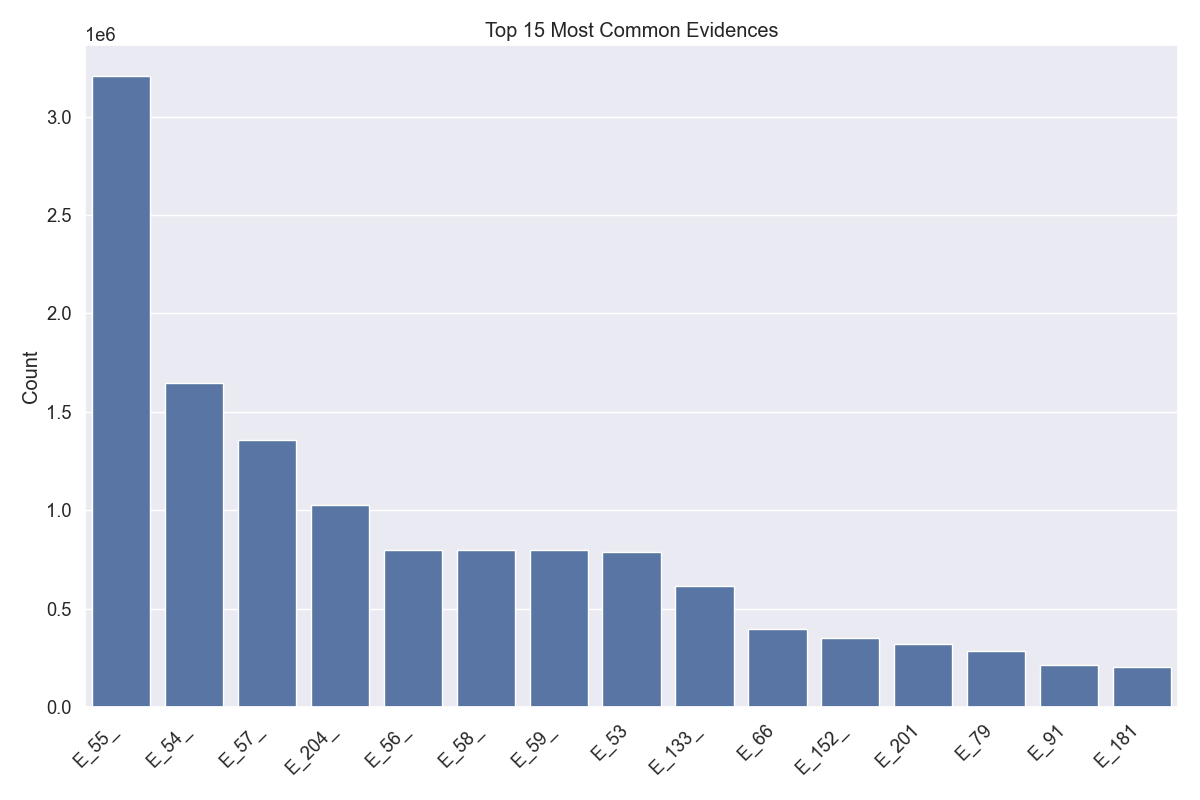 Top 15 Most Common Evidences
1e6
3.0
2.5
2.0
1.5
1.0
0.5
0.0
Count
E_55_
E_54_
E_57_
E_204_
E_56_
E_58_
E_59_
E_53
E_133_
E_66
E_152_
E_201
E_79
E_91
E_181